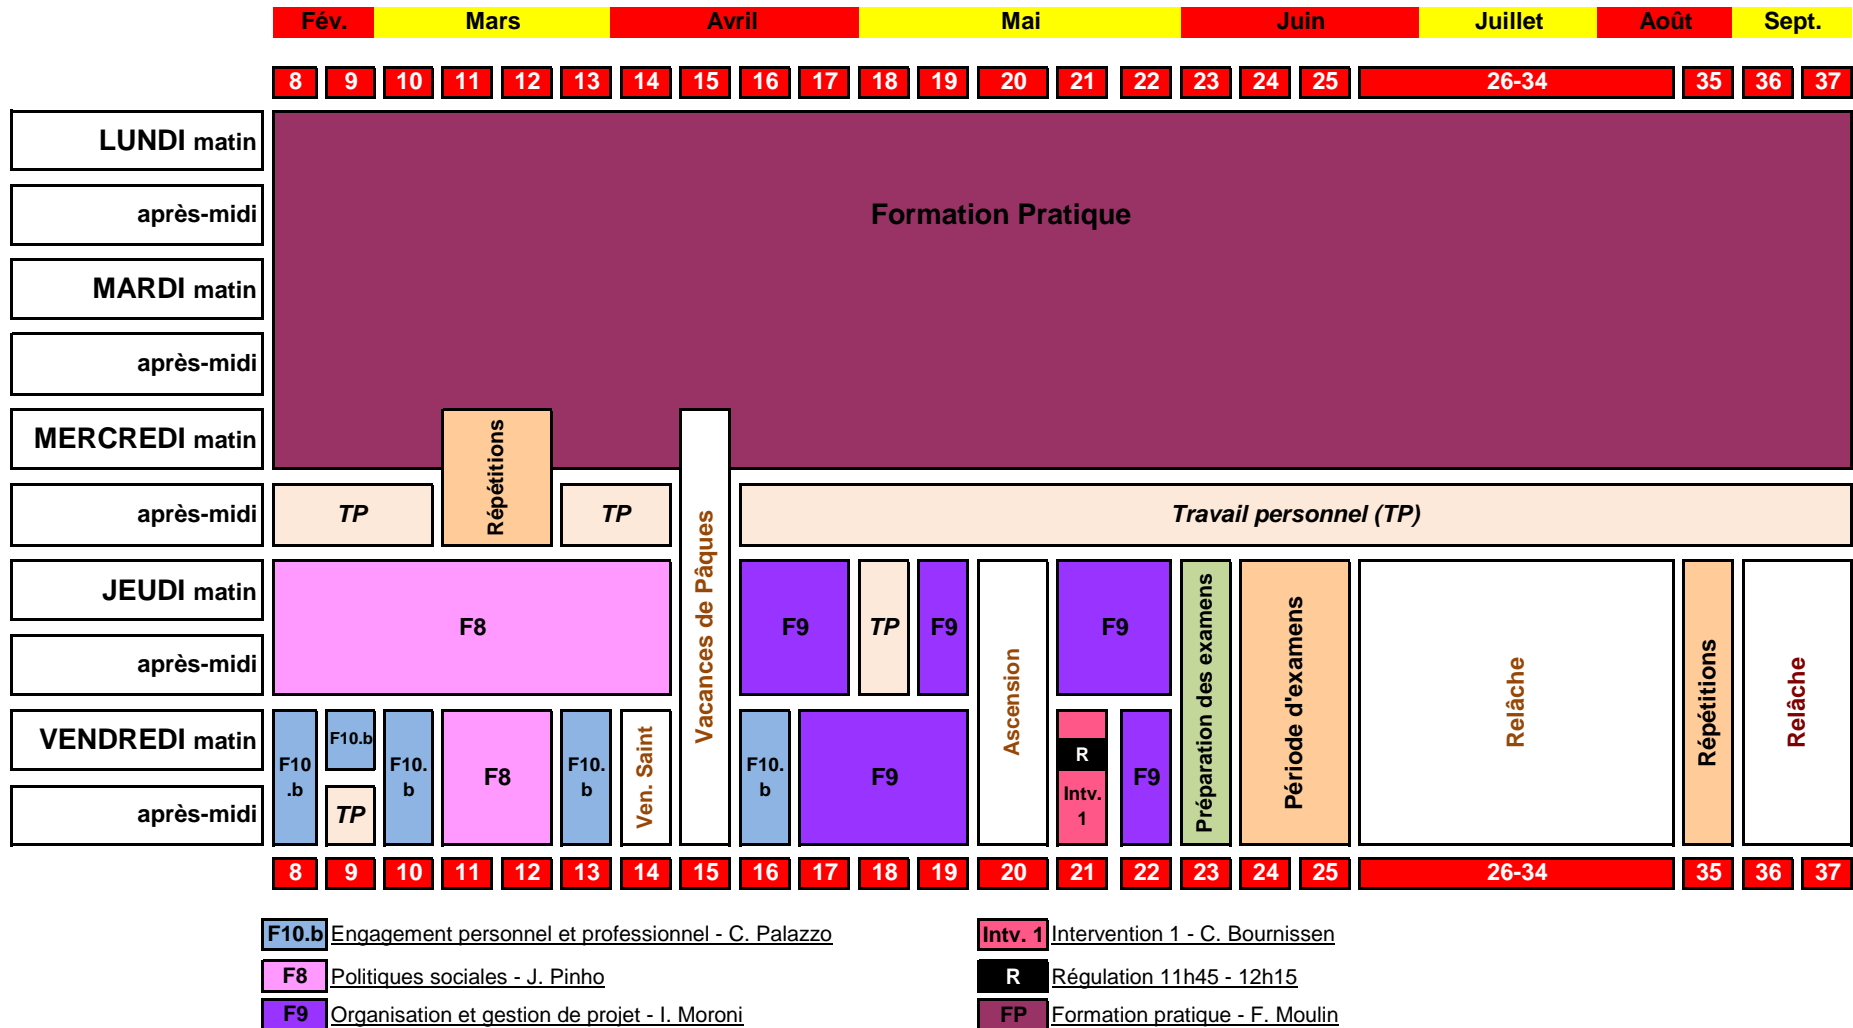 Fév. Mars Avril Mai Juin Juillet Août Sept.
8 9 10 11 12 13 14 15 16 17 18 19 20 21 22 23 24 25 26-34 35 36 37
LUNDI matin
après-midi
Formation Pratique
MARDI matin
après-midi
MERCREDI matin
après-midi
TP
Répétitions
TP
Vacances de Pâques
Travail personnel (TP)
JEUDI matin
après-midi
F8
F9
TP
F9
Ascension
F9
Préparation des examens
Période d'examens
Relâche
Répétitions
Relâche
VENDREDI matin
après-midi
F10
.b
F10.b
TP
F10.
b
F8
F10.
b
Ven. Saint
F10.
b
F9
R
Intv.
1
F9
8 9 10 11 12 13 14 15 16 17 18 19 20 21 22 23 24 25 26-34 35 36 37
F10.b Engagement personnel et professionnel - C. Palazzo
Intv. 1 Intervention 1 - C. Bournissen
F8 Politiques sociales - J. Pinho
R Régulation 11h45 - 12h15
F9 Organisation et gestion de projet - I. Moroni
FP Formation pratique - F. Moulin